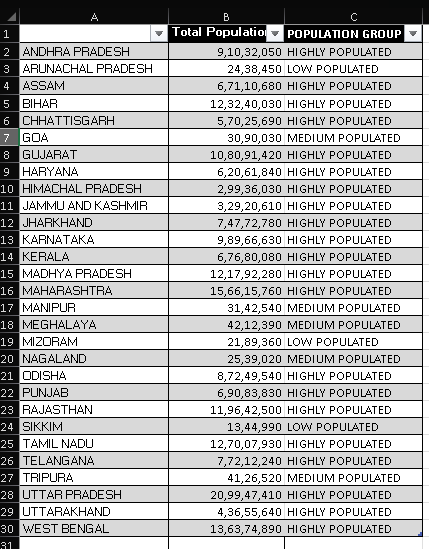 A B C
1 Total Population POPULATION GROUP
2 ANDHRA PRADESH 9,10,32,050 HIGHLY POPULATED
3 ARUNACHAL PRADESH 24,38,450 LOW POPULATED
4 ASSAM 6,71,10,680 HIGHLY POPULATED
5 BIHAR 12,32,40,030 HIGHLY POPULATED
6 CHHATTISGARH 5,70,25,690 HIGHLY POPULATED
7 GOA 30,90,030 MEDIUM POPULATED
8 GUJARAT 10,80,91,420 HIGHLY POPULATED
9 HARYANA 6,20,61,840 HIGHLY POPULATED
10 HIMACHAL PRADESH 2,99,36,030 HIGHLY POPULATED
11 JAMMU AND KASHMIR 3,29,20,610 HIGHLY POPULATED
12 JHARKHAND 7,47,72,780 HIGHLY POPULATED
13 KARNATAKA 9,89,66,630 HIGHLY POPULATED
14 KERALA 6,76,80,080 HIGHLY POPULATED
15 MADHYA PRADESH 12,17,92,280 HIGHLY POPULATED
16 MAHARASHTRA 15,66,15,760 HIGHLY POPULATED
17 MANIPUR 31,42,540 MEDIUM POPULATED
18 MEGHALAYA 42,12,390 MEDIUM POPULATED
19 MIZORAM 21,89,360 LOW POPULATED
20 NAGALAND 25,39,020 MEDIUM POPULATED
21 ODISHA 8,72,49,540 HIGHLY POPULATED
22 PUNJAB 6,90,83,830 HIGHLY POPULATED
23 RAJASTHAN 11,96,42,500 HIGHLY POPULATED
24 SIKKIM 13,44,990 LOW POPULATED
25 TAMIL NADU 12,70,07,930 HIGHLY POPULATED
26 TELANGANA 7,72,12,240 HIGHLY POPULATED
27 TRIPURA 41,26,520 MEDIUM POPULATED
28 UTTAR PRADESH 20,99,47,410 HIGHLY POPULATED
29 UTTARAKHAND 4,36,55,640 HIGHLY POPULATED
30 WEST BENGAL 13,63,74,890 HIGHLY POPULATED
31